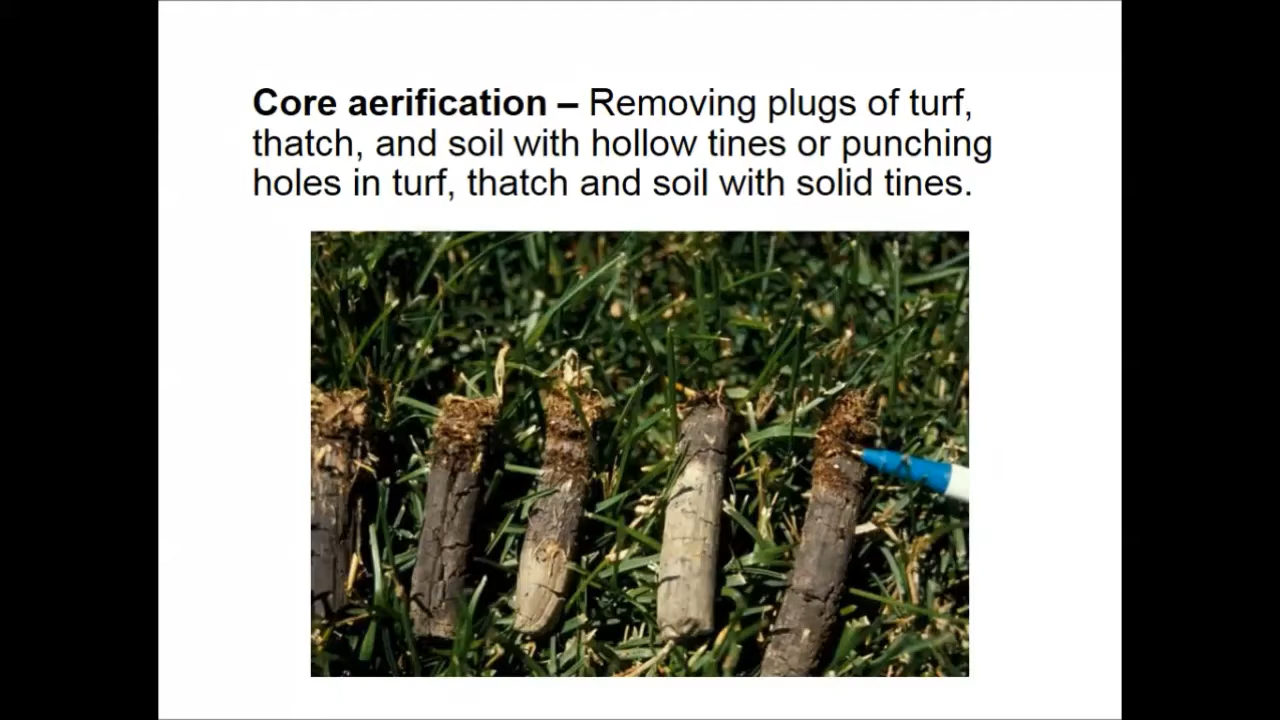 Core aerification – Removing plugs of turf,
thatch, and soil with hollow tines or punching
holes in turf, thatch and soil with solid tines.